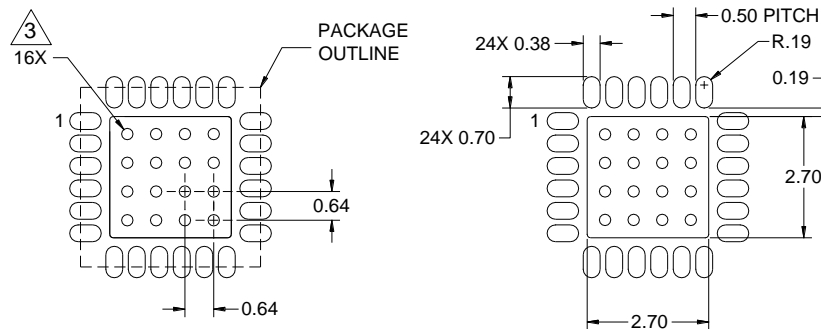 3
16X
PACKAGE
OUTLINE
1
0.64
0.64
24X 0.38
0.50 PITCH
R.19
0.19
24X 0.70
1
2.70
2.70